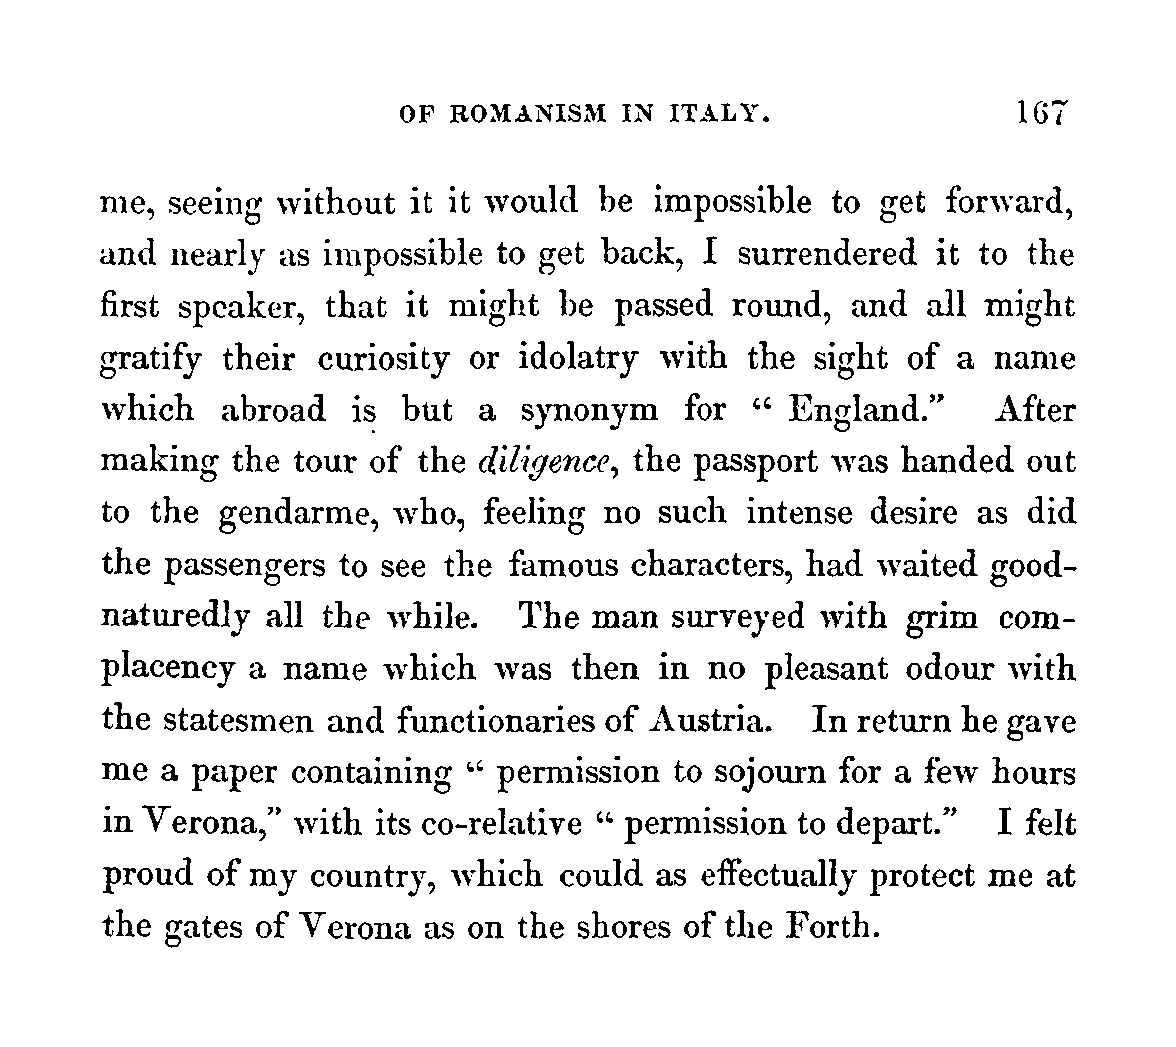 OF ROMANISM IN ITALY. 167
me, seeing without it it would be impossible to get forward,
and nearly as impossible to get back, I surrendered it to the
first speaker, that it might be passed round, and all might
gratify their curiosity or idolatry with the sight of a name
which abroad is but a synonym for “ England.” After
making the tour of the diligence, the passport was handed out
to the gendarme, who, feeling no such intense desire as did
the passengers to see the famous characters, had waited good-
naturedly all the while. The man surveyed with grim com-
placency a name which was then in no pleasant odour with
the statesmen and functionaries of Austria. In return he gave
me a paper containing “ permission to sojourn for a few hours
in Verona,” with its co-relative “ permission to depart.” I felt
proud of my country, which could as effectually protect me at
the gates of Verona as on the shores of the Forth.